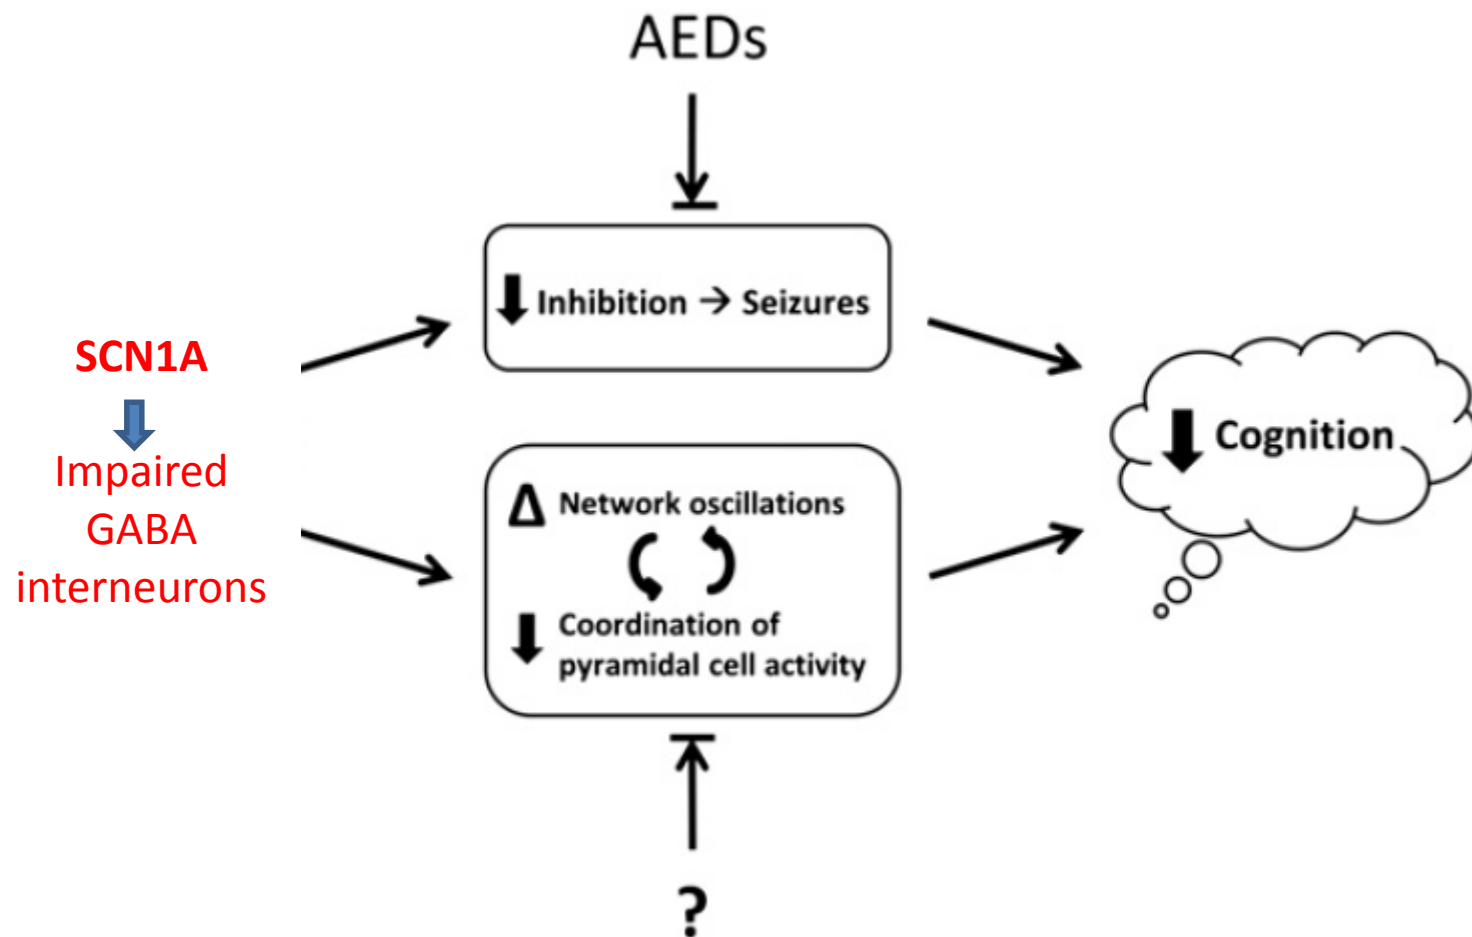 AEDs
⬇ Inhibition → Seizures
SCN1A
Impaired
GABA
interneurons
Δ Network oscillations
⬇ Coordination of
pyramidal cell activity
⬇ Cognition
?